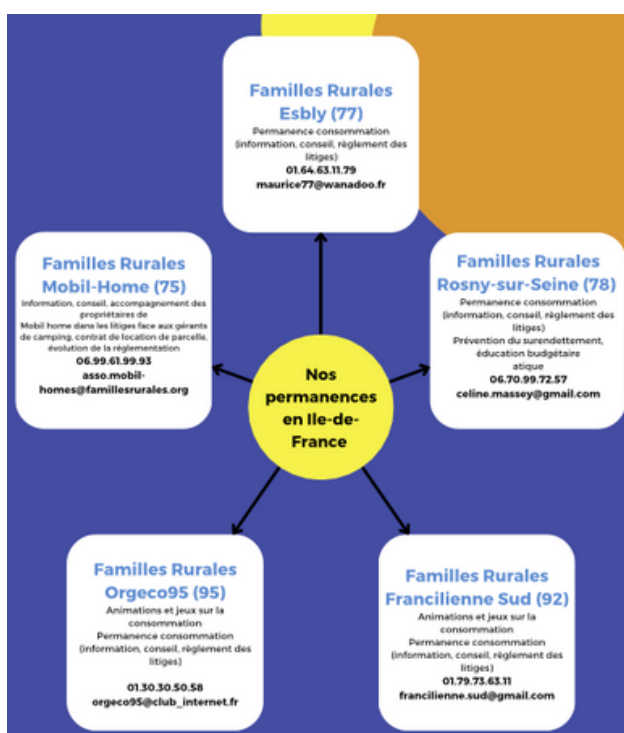 Familles Rurales
Esbly (77)
Permanence consommation
(information, conseil, règlement des
litiges)
01.64.63.11.79
maurice77@wanadoo.fr
Familles Rurales
Mobil-Home (75)
Information, conseil, accompagnement des
propriétaires de
Mobil home dans les litiges face aux gérants
de camping, contrat de location de parcelle,
évolution de la réglementation
06.99.61.99.93
asso.mobil-
homes@famillesrurales.org
Familles Rurales
Rosny-sur-Seine (78)
Permanence consommation
(information, conseil, règlement des
litiges)
Prévention du surendettement,
éducation budgétaire
atique
06.70.99.72.57
celine.massey@gmail.com
Nos
permanences
en Ile-de-
France
Familles Rurales
Orgeco95 (95)
Animations et jeux sur la
consommation
Permanence consommation
(information, conseil, règlement des
litiges)
01.30.30.50.58
orgeco95@club_internet.fr
Familles Rurales
Francilienne Sud (92)
Animations et jeux sur la
consommation
Permanence consommation
(information, conseil, règlement des
litiges)
01.79.73.63.11
francilienne.sud@gmail.com